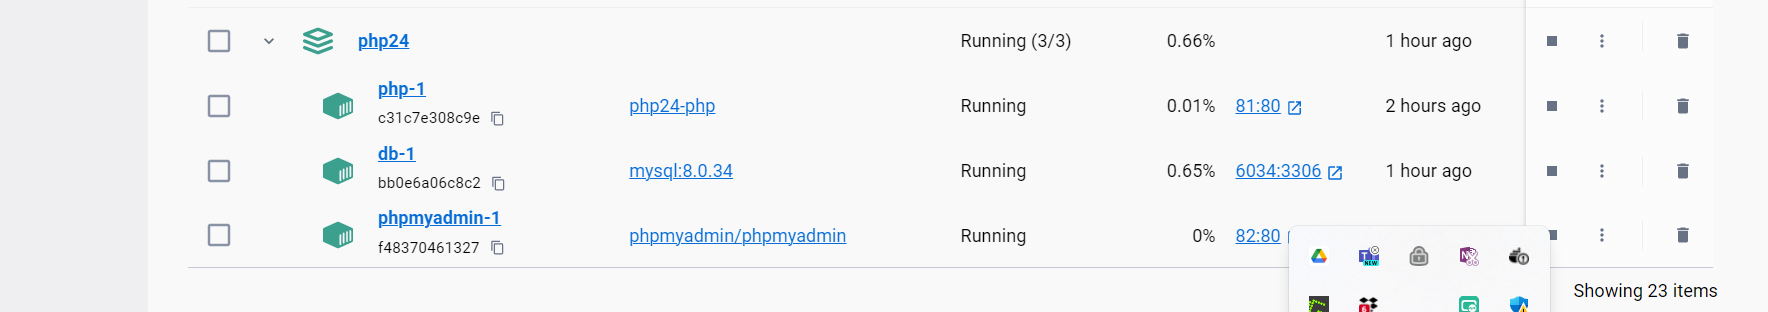 php24 Running (3/3) 0.66% 1 hour ago
php-1
c31c7e308c9e php24-php Running 0.01% 81:80 2 hours ago
db-1
bb0e6a06c8c2 mysql:8.0.34 Running 0.65% 6034:3306 1 hour ago
phpmyadmin-1
f48370461327 phpmyadmin/phpmyadmin Running 0% 82:80
NEW
Showing 23 items